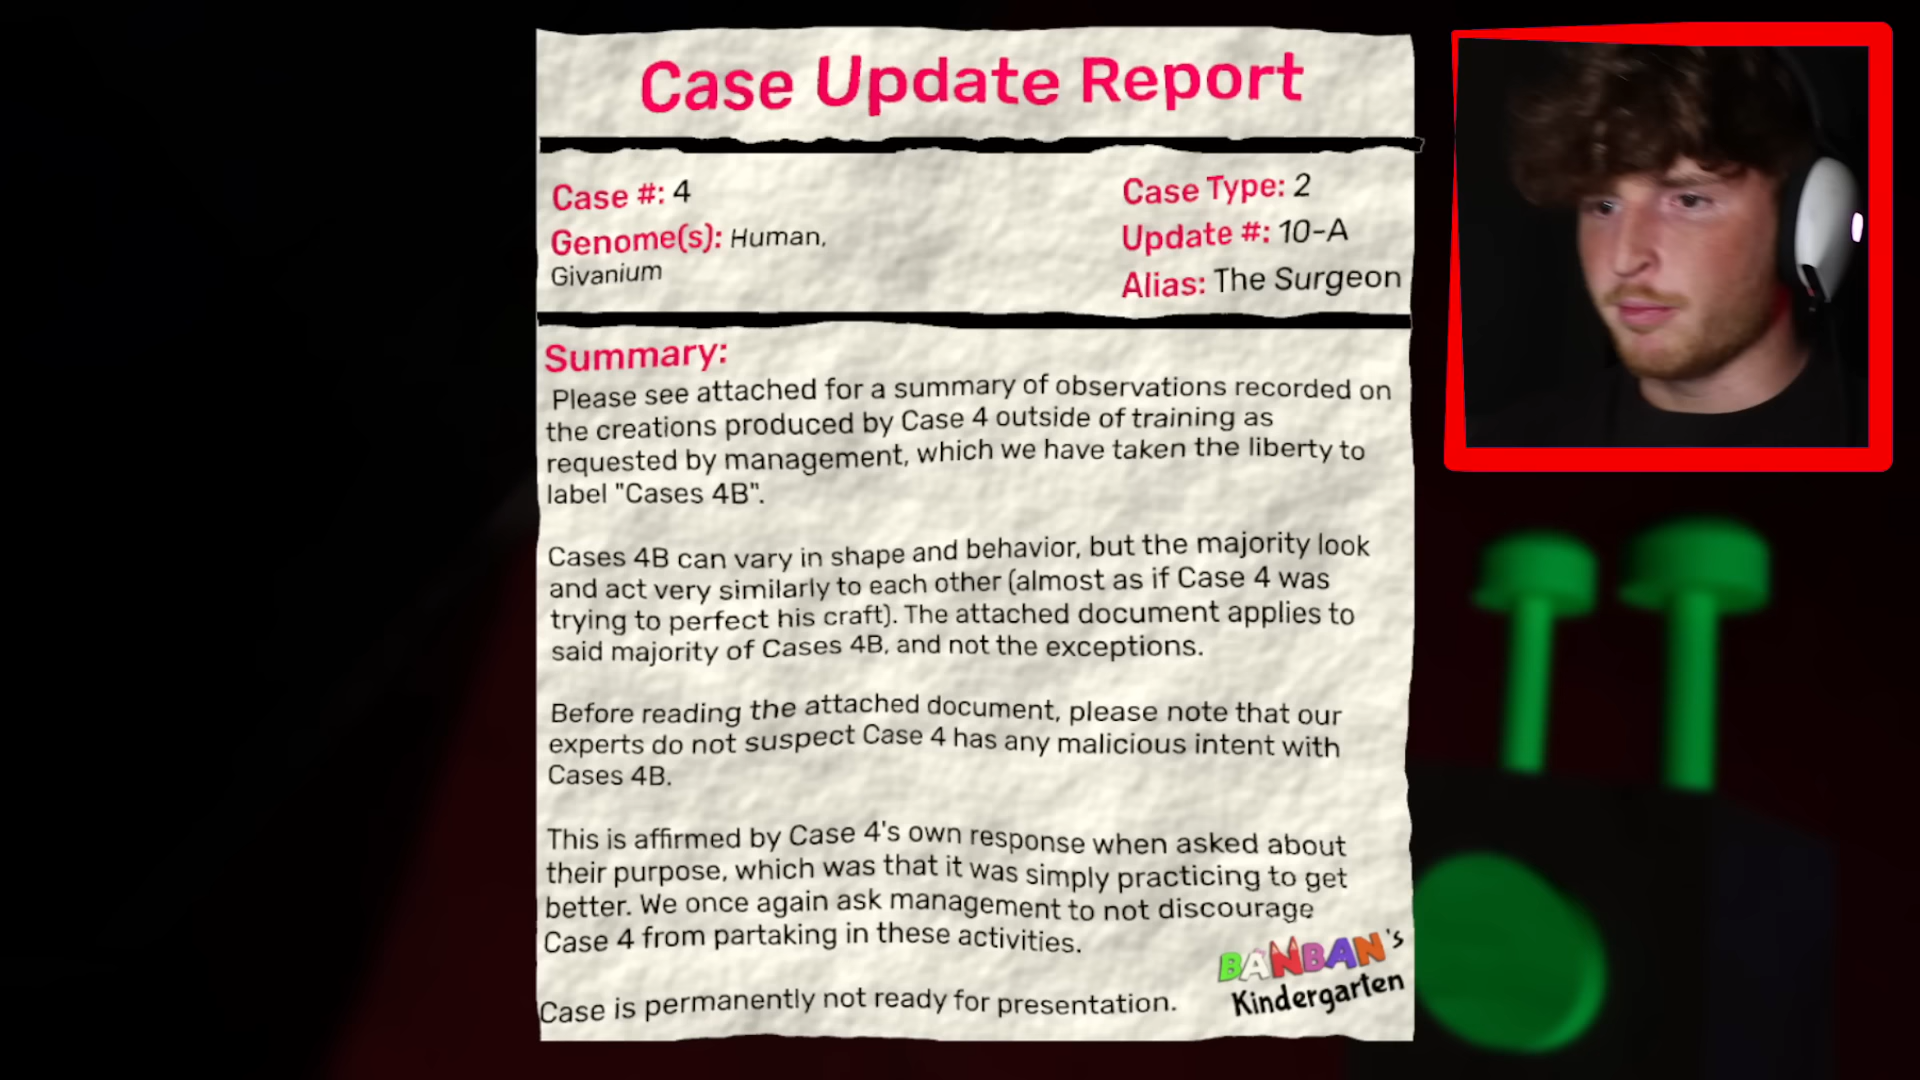 Case Update Report
Case #: 4
Genome(s): Human,
Givanium
Case Type: 2
Update #: 10-A
Alias: The Surgeon
Summary:
Please see attached for a summary of observations recorded on
the creations produced by Case 4 outside of training as
requested by management, which we have taken the liberty to
label "Cases 4B".
Cases 4B can vary in shape and behavior, but the majority look
and act very similarly to each other (almost as if Case 4 was
trying to perfect his craft). The attached document applies to
said majority of Cases 4B, and not the exceptions.
Before reading the attached document, please note that our
experts do not suspect Case 4 has any malicious intent with
Cases 4B.
This is affirmed by Case 4's own response when asked about
their purpose, which was that it was simply practicing to get
better. We once again ask management to not discourage
Case 4 from partaking in these activities.
Case is permanently not ready for presentation.
BANBAN's
Kindergarten